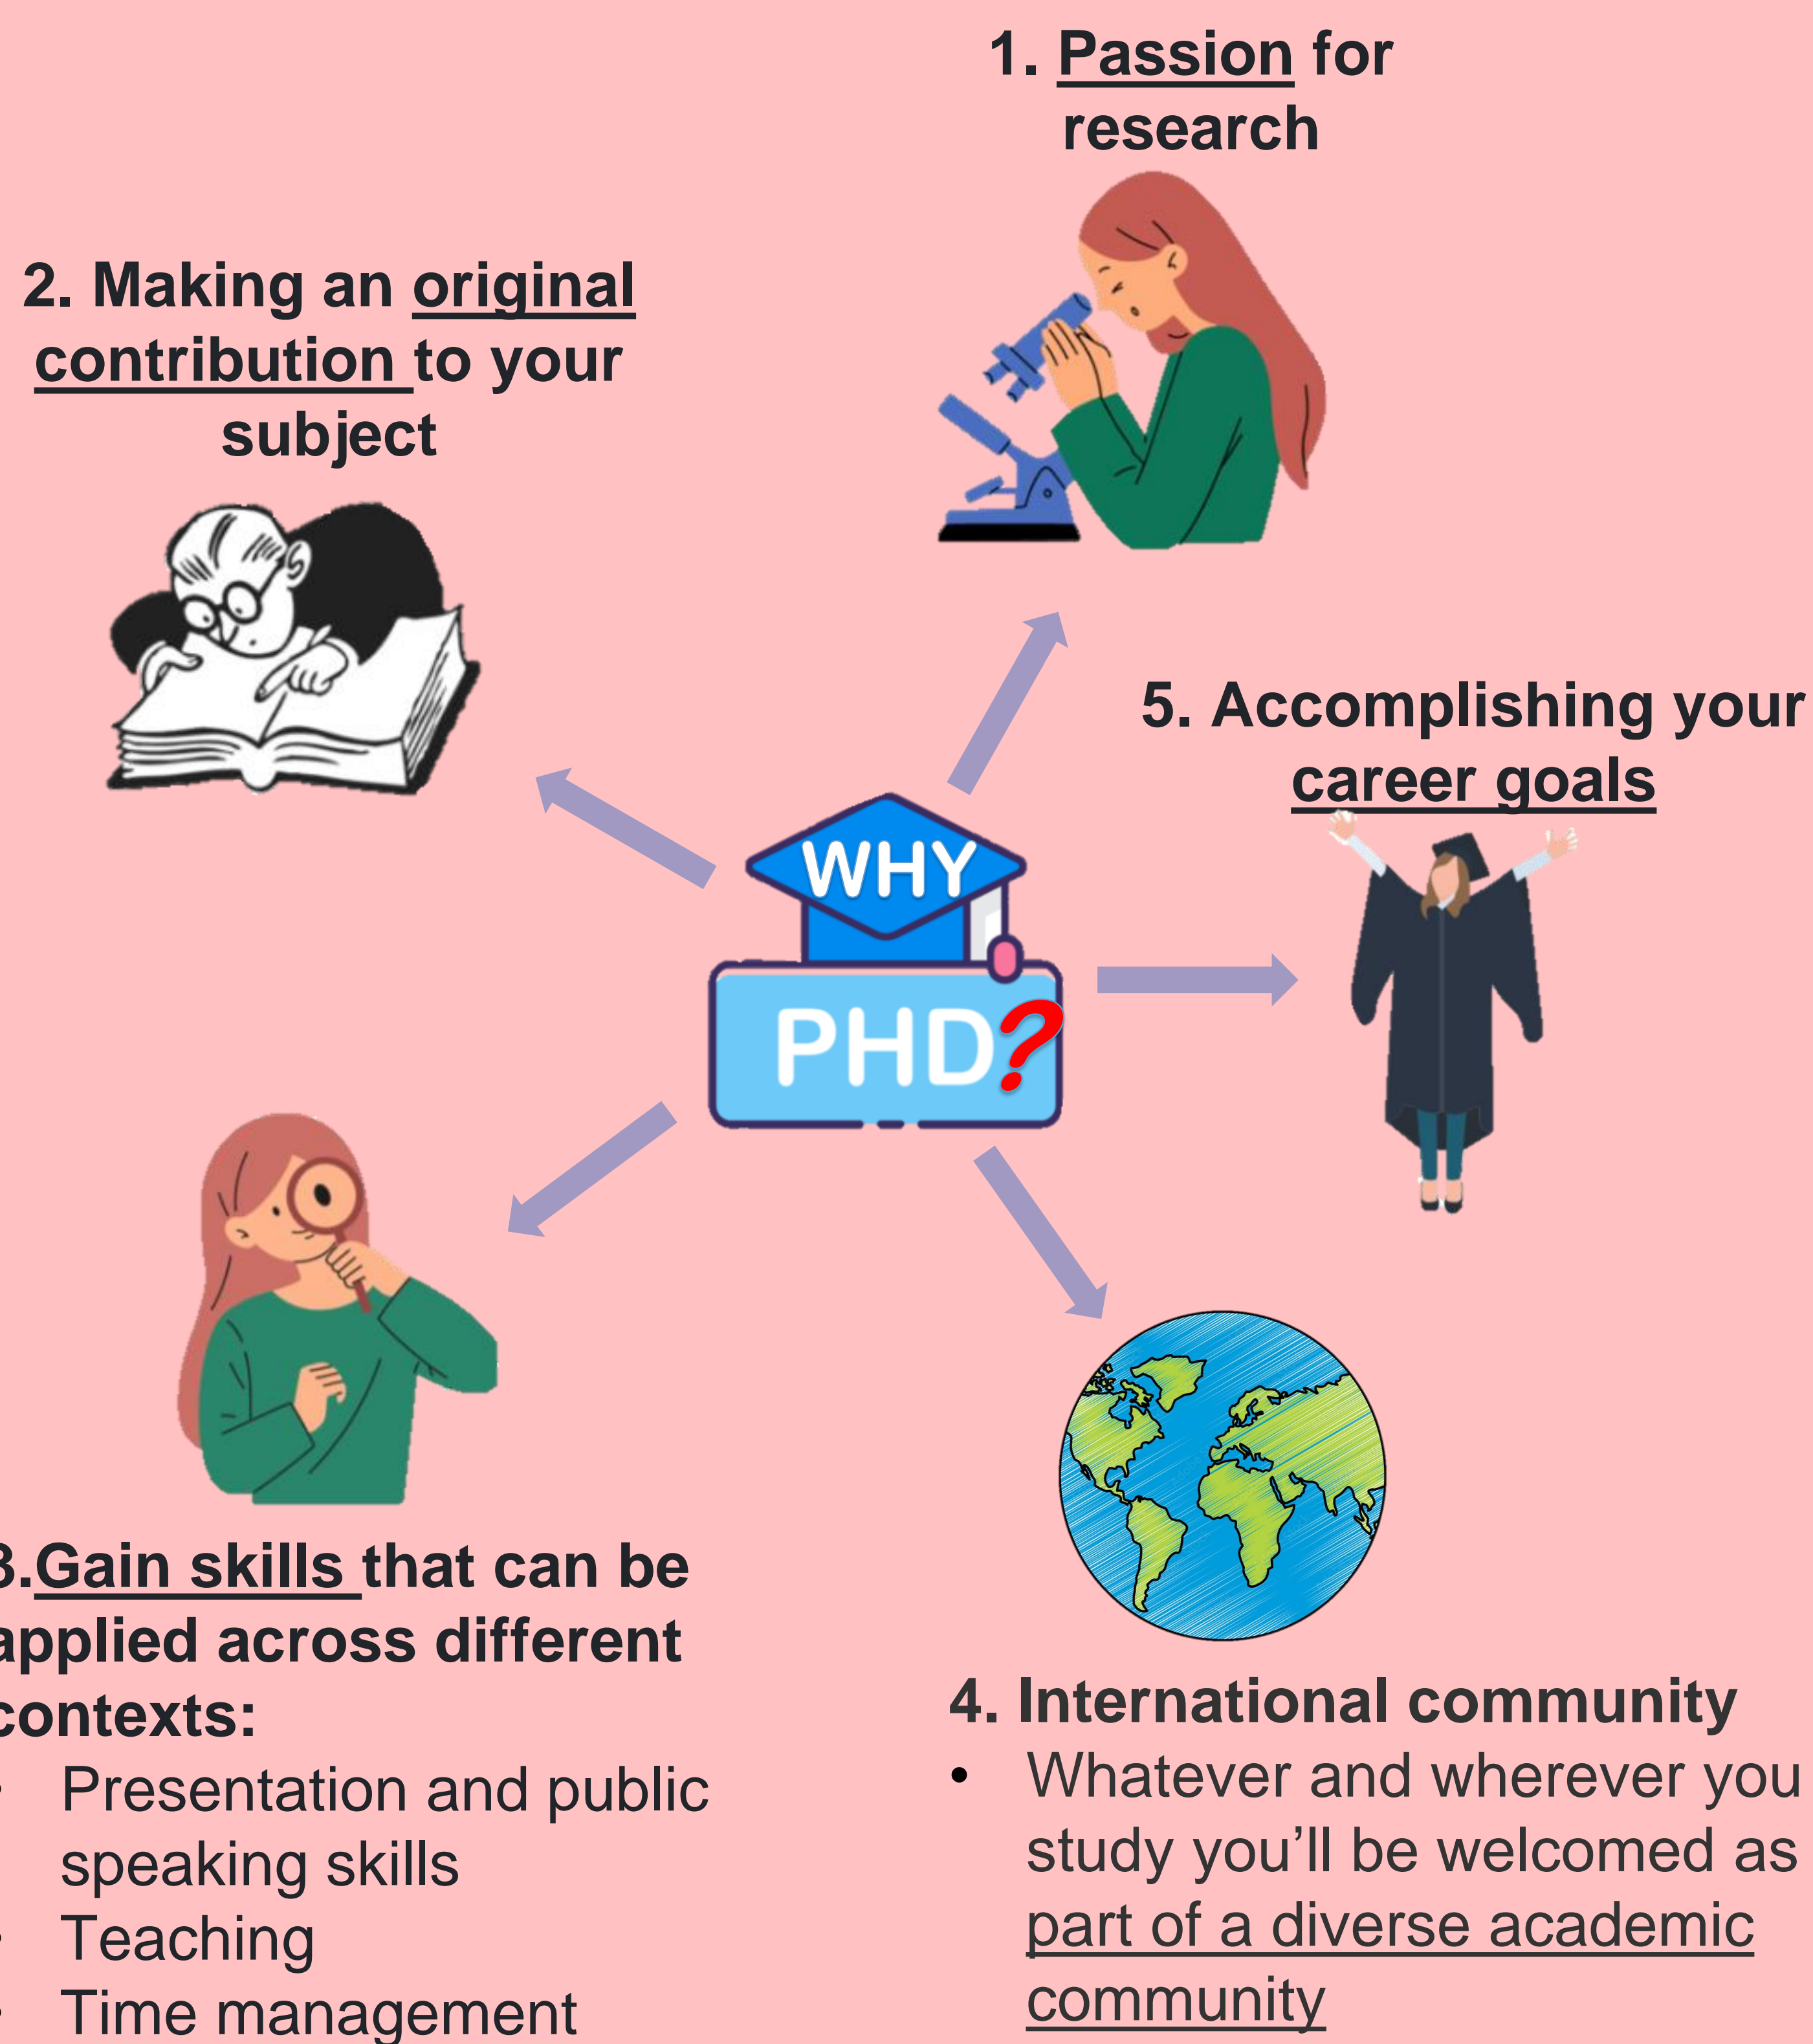 1. Passion for
research
2. Making an original
contribution to your
subject
5. Accomplishing your
career goals
WHY
PHD?
3.Gain skills that can be
applied across different
contexts:
• Presentation and public
speaking skills
• Teaching
• Time management
4. International community
• Whatever and wherever you
study you’ll be welcomed as
part of a diverse academic
community